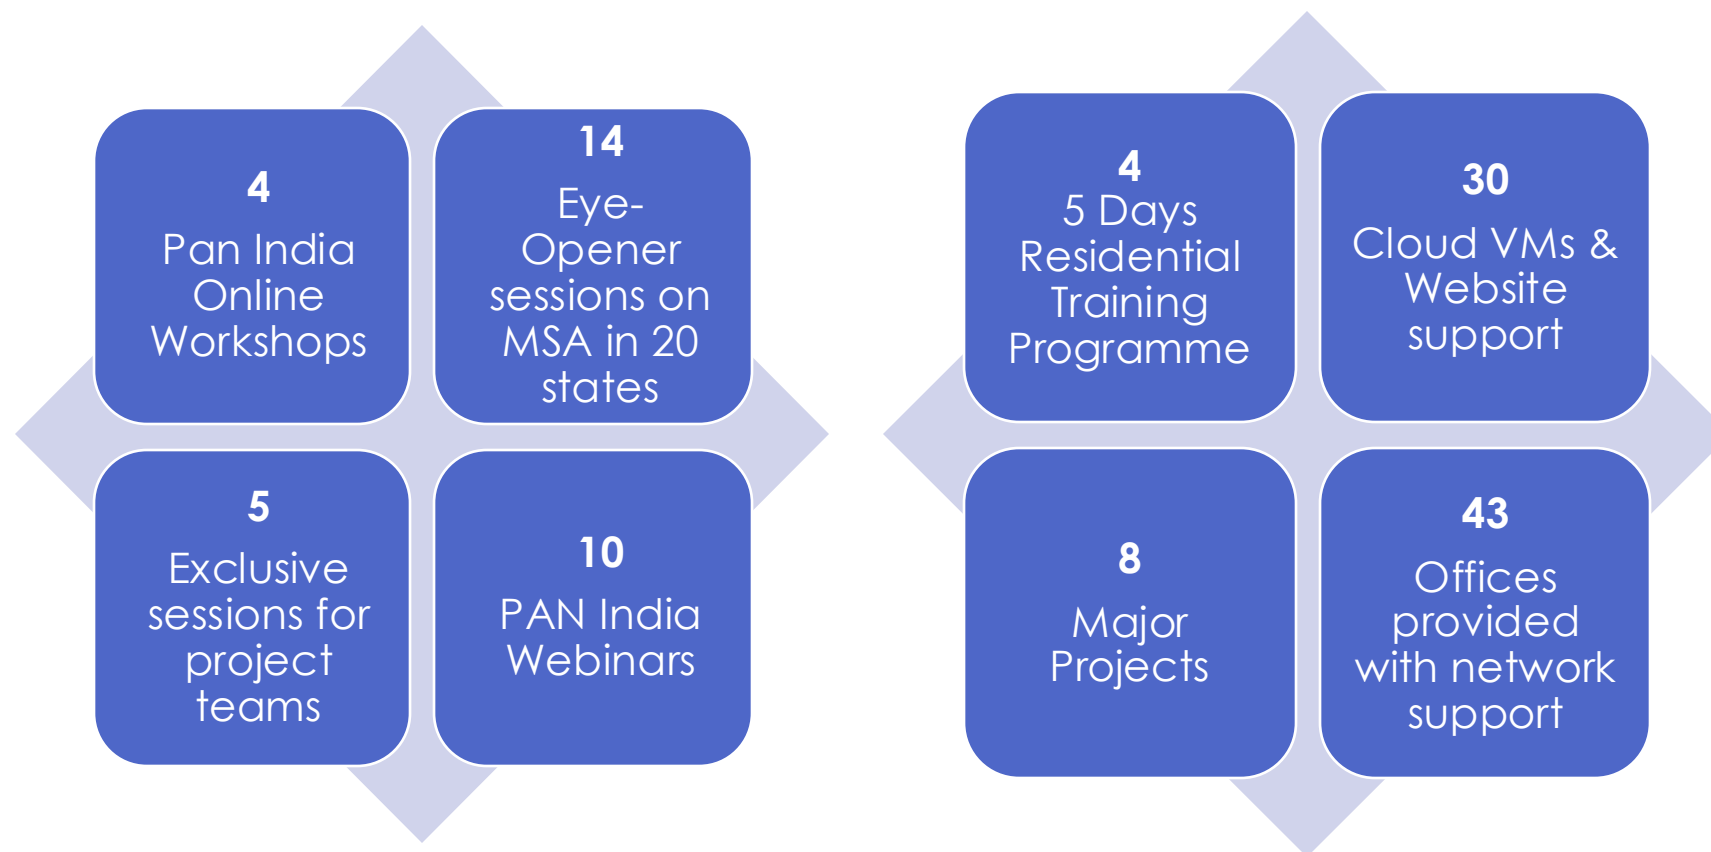 4
Pan India
Online
Workshops
14
Eye-
Opener
sessions on
MSA in 20
states
5
Exclusive
sessions for
project
teams
10
PAN India
Webinars
4
5 Days
Residential
Training
Programme
30
Cloud VMs &
Website
support
8
Major
Projects
43
Offices
provided
with network
support